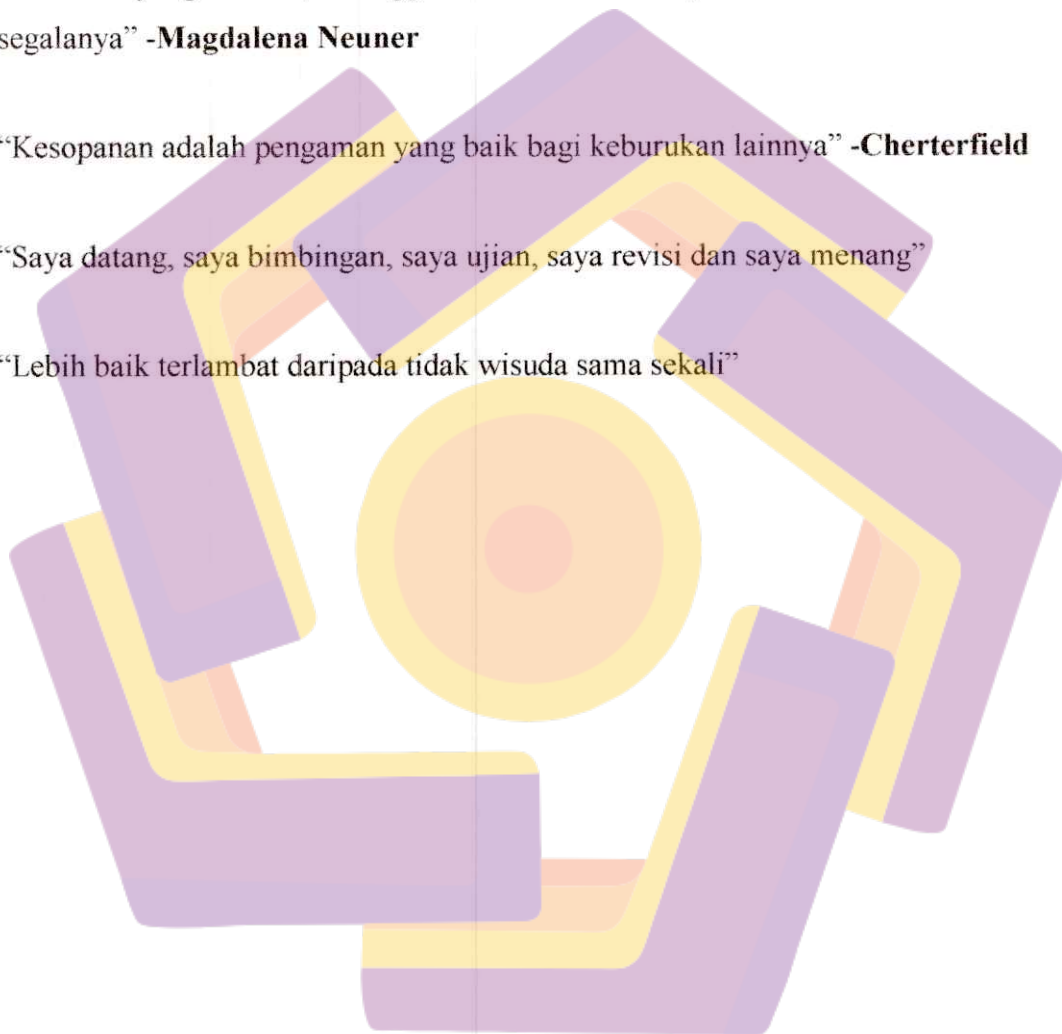 segalanya” -Magdalena Neuner
“Kesopanan adalah pengaman yang baik bagi keburukan lainnya” -Cherterfield
“Saya datang, saya bimbingan, saya ujian, saya revisi dan saya menang”
“Lebih baik terlambat daripada tidak wisuda sama sekali”